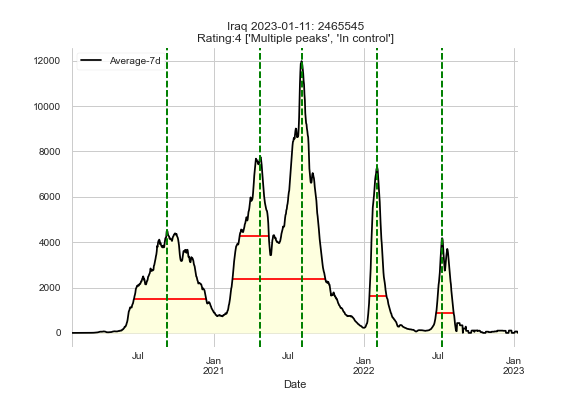 Iraq 2023-01-11: 2465545
Rating:4 ['Multiple peaks', 'In control']
Average-7d
12000
10000
8000
6000
4000
2000
0
Jul
Jan
2021
Jul
Jan
2022
Jul
Jan
2023
Date